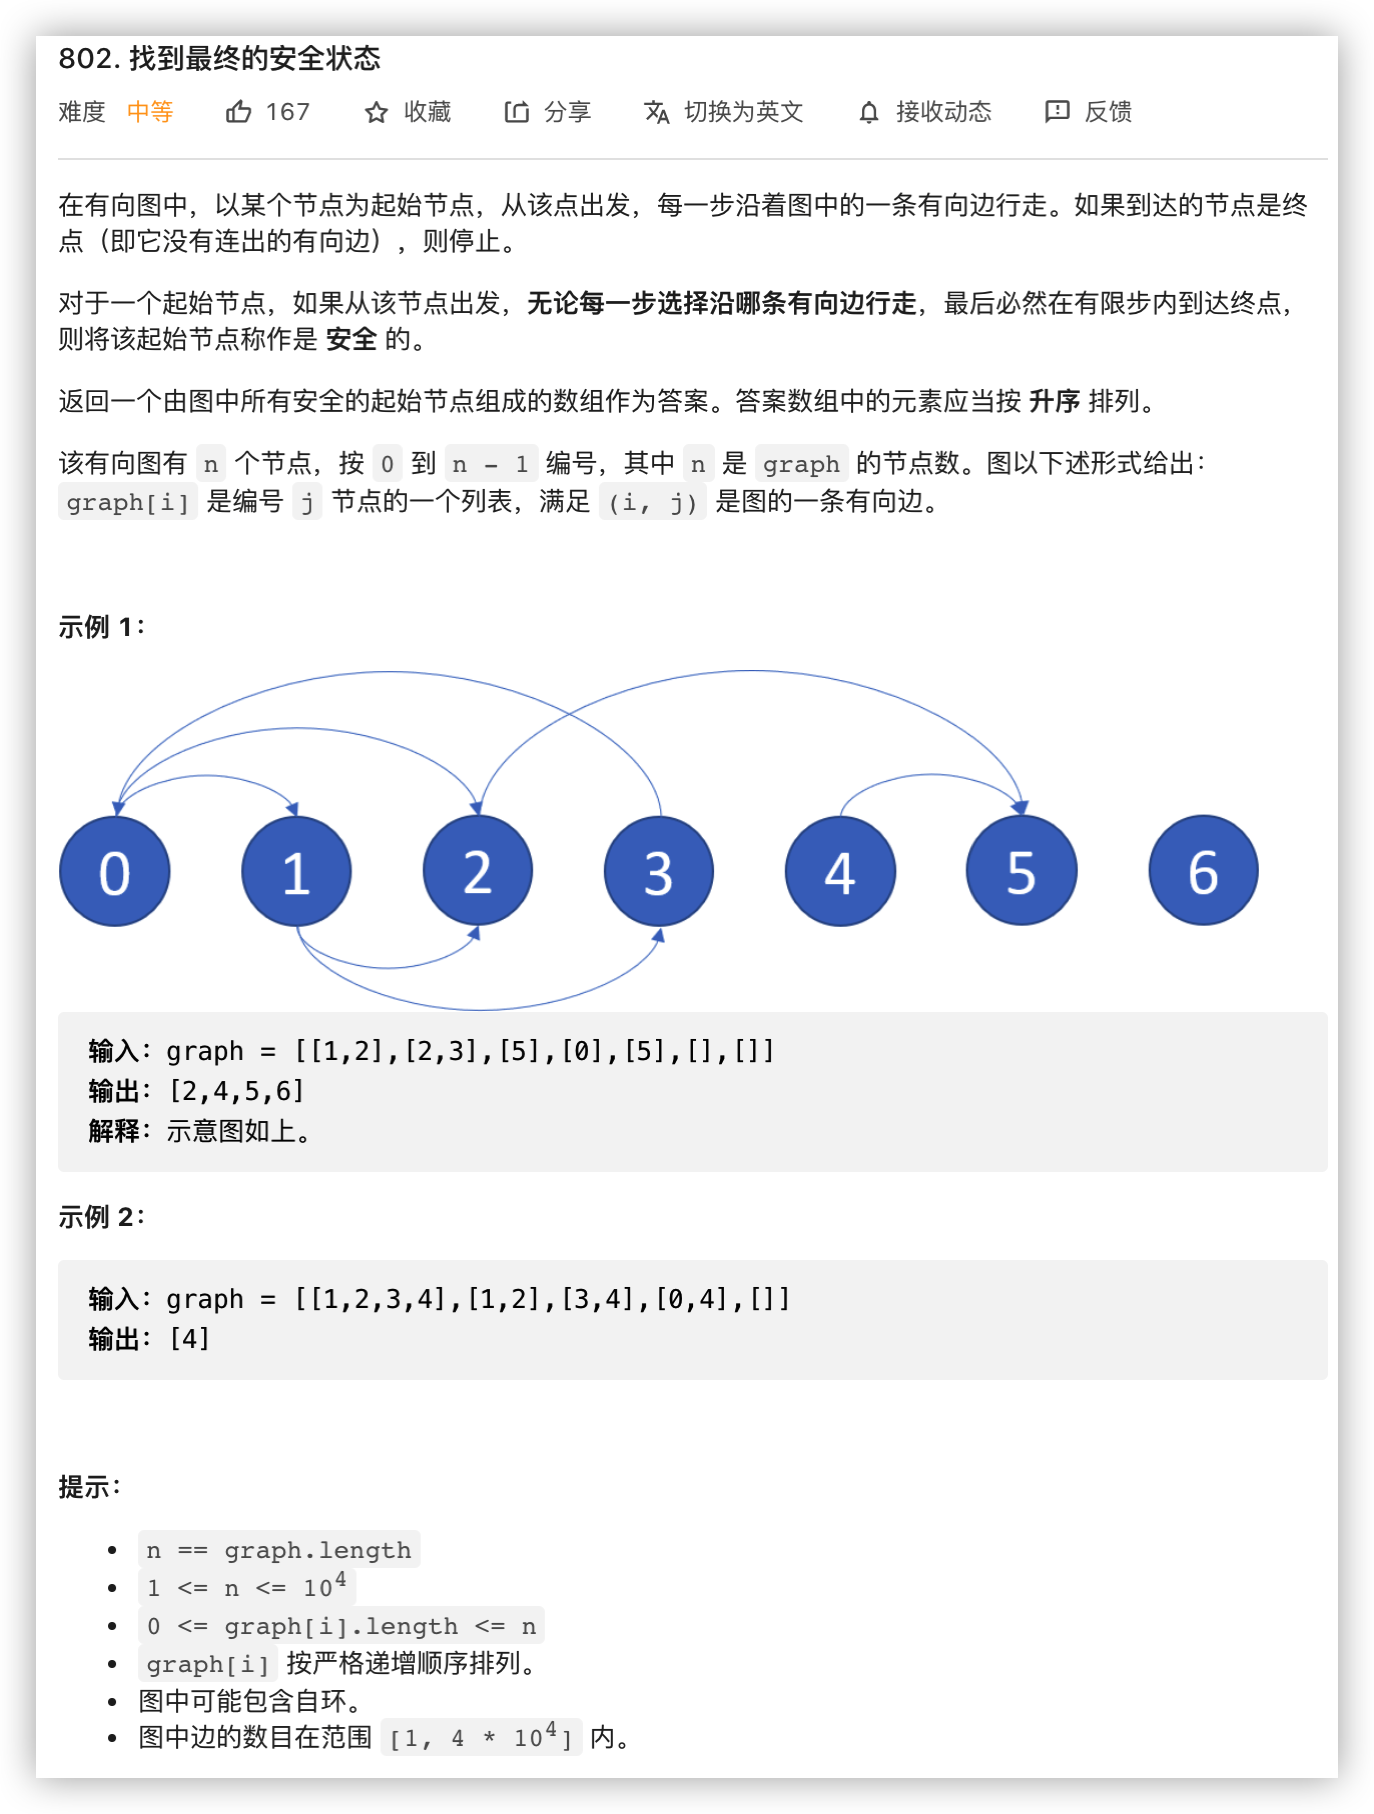 802. 找到最终的安全状态
难度 中等 167 收藏 分享 切换为英文 接收动态 反馈
在有向图中，以某个节点为起始节点，从该点出发，每一步沿着图中的一条有向边行走。如果到达的节点是终
点（即它没有连出的有向边），则停止。
对于一个起始节点，如果从该节点出发，无论每一步选择沿哪条有向边行走，最后必然在有限步内到达终点，
则将该起始节点称作是 安全 的。
返回一个由图中所有安全的起始节点组成的数组作为答案。答案数组中的元素应当按 升序 排列。
该有向图有 n 个节点，按 0 到 n - 1 编号，其中 n 是 graph 的节点数。图以下述形式给出：
graph[i] 是编号 j 节点的一个列表，满足 (i, j) 是图的一条有向边。
示例 1：
0 1 2 3 4 5 6
输入：graph = [[1,2],[2,3],[5],[0],[5],[],[]]
输出：[2,4,5,6]
解释：示意图如上。
示例 2：
输入：graph = [[1,2,3,4],[1,2],[3,4],[0,4],[]]
输出：[4]
提示：
• n == graph.length
• 1 <= n <= 10⁴
• 0 <= graph[i].length <= n
• graph[i] 按严格递增顺序排列。
• 图中可能包含自环。
• 图中边的数目在范围 [1, 4 * 10⁴] 内。